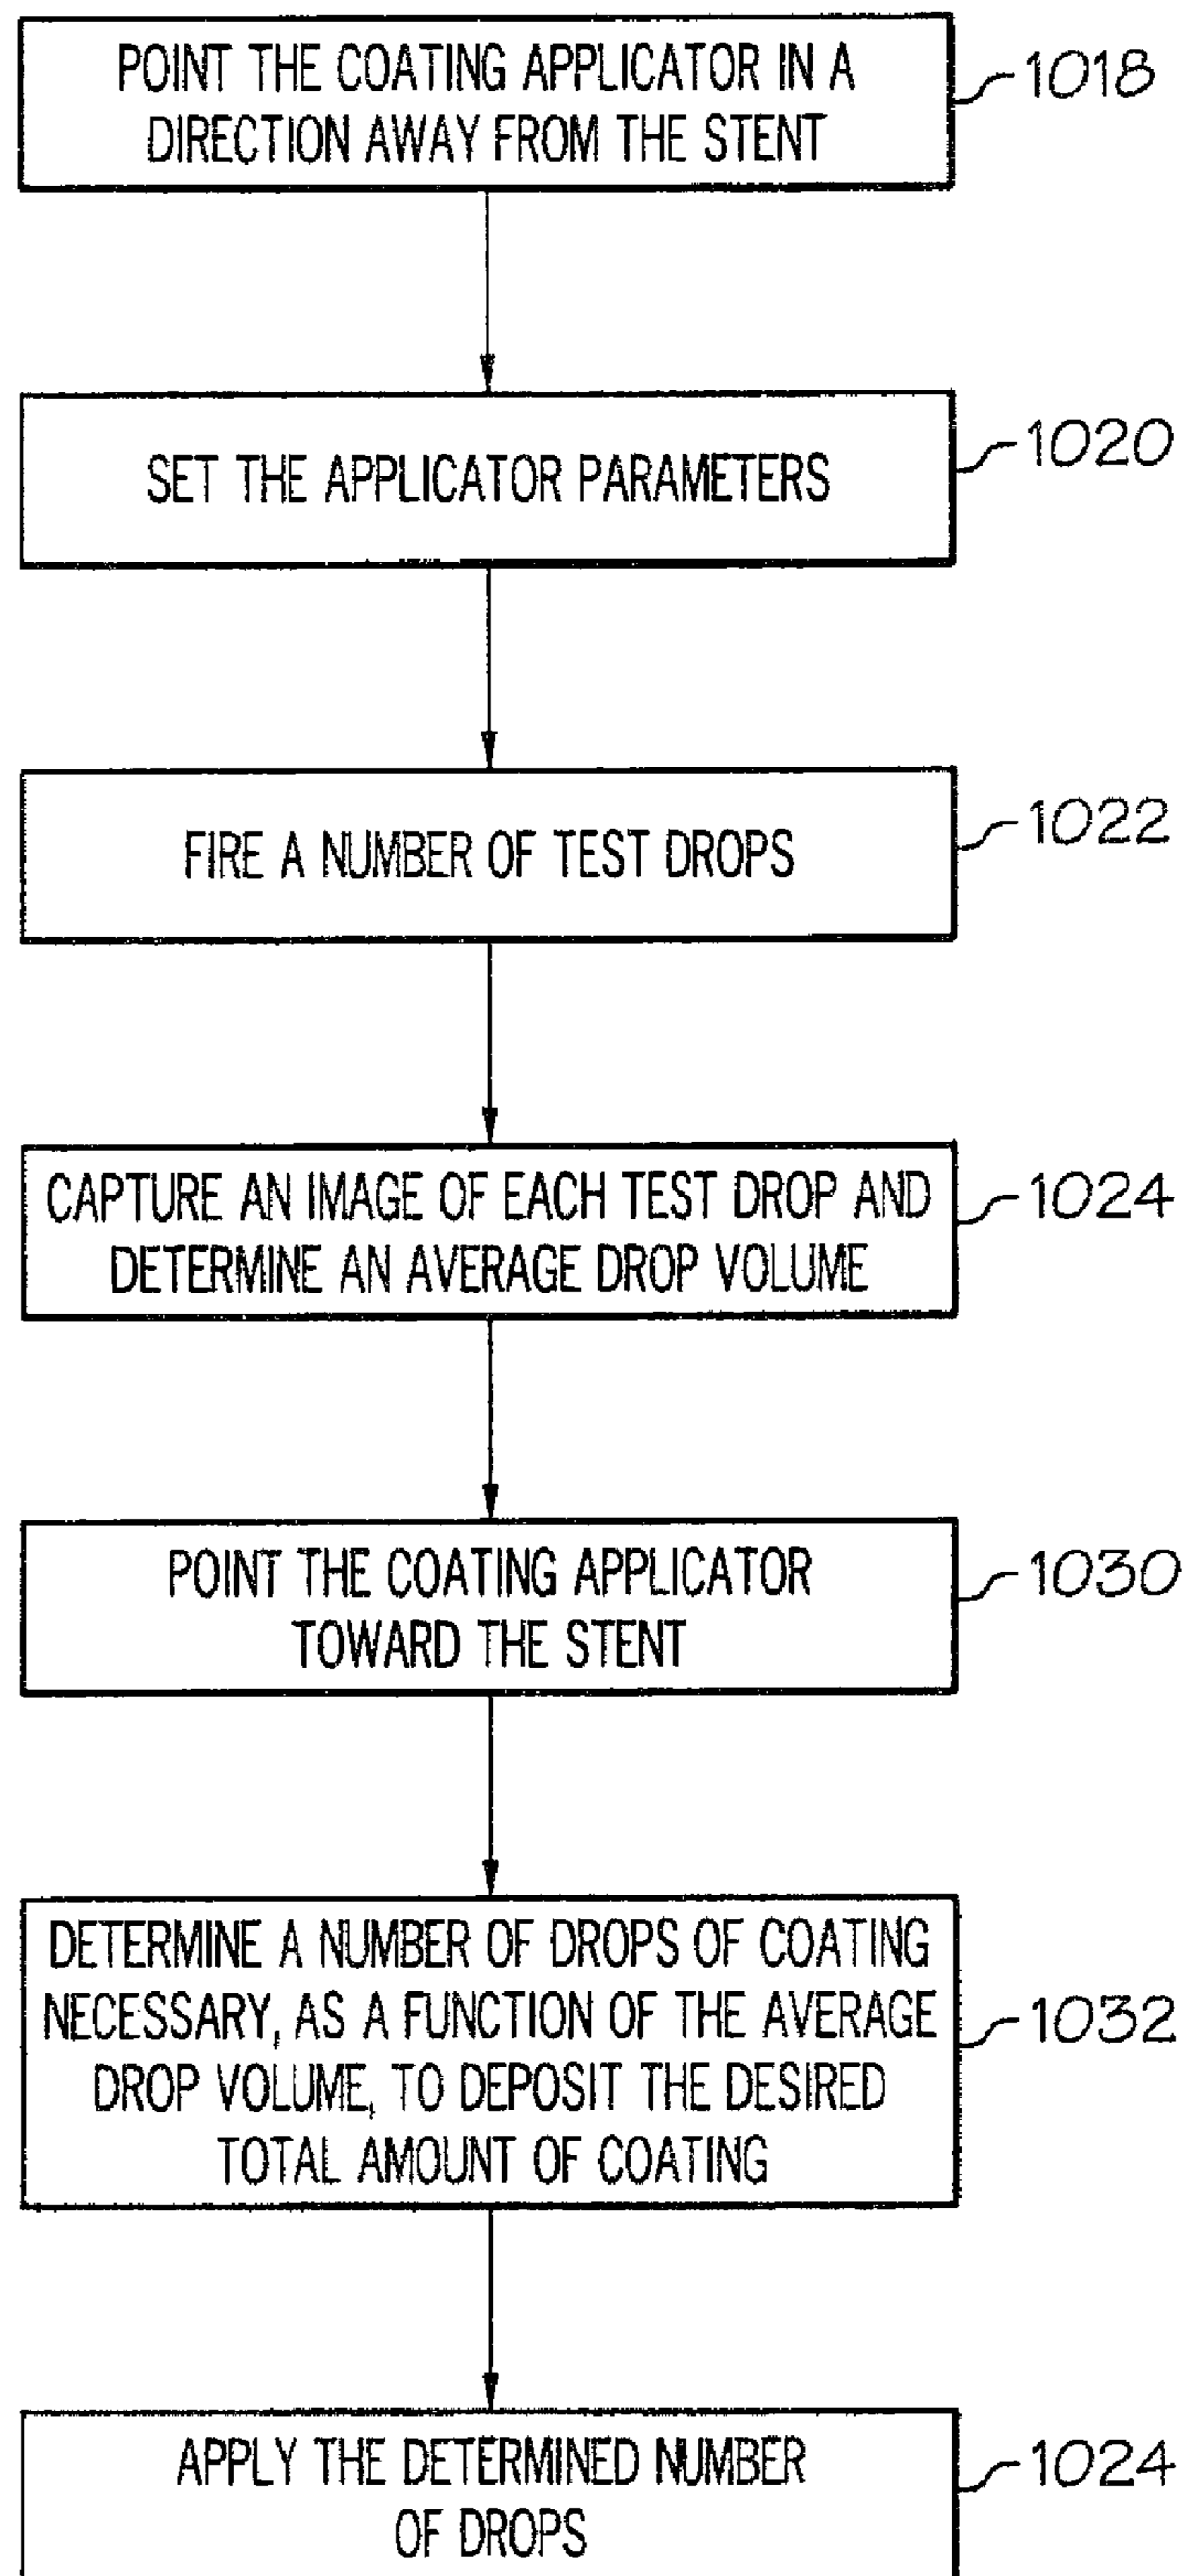 POINT THE COATING APPLICATOR IN A
DIRECTION AWAY FROM THE STENT
1018
SET THE APPLICATOR PARAMETERS
1020
FIRE A NUMBER OF TEST DROPS
1022
CAPTURE AN IMAGE OF EACH TEST DROP AND
DETERMINE AN AVERAGE DROP VOLUME
1024
POINT THE COATING APPLICATOR
TOWARD THE STENT
1030
DETERMINE A NUMBER OF DROPS OF COATING
NECESSARY, AS A FUNCTION OF THE AVERAGE
DROP VOLUME, TO DEPOSIT THE DESIRED
TOTAL AMOUNT OF COATING
1032
APPLY THE DETERMINED NUMBER
OF DROPS
1024